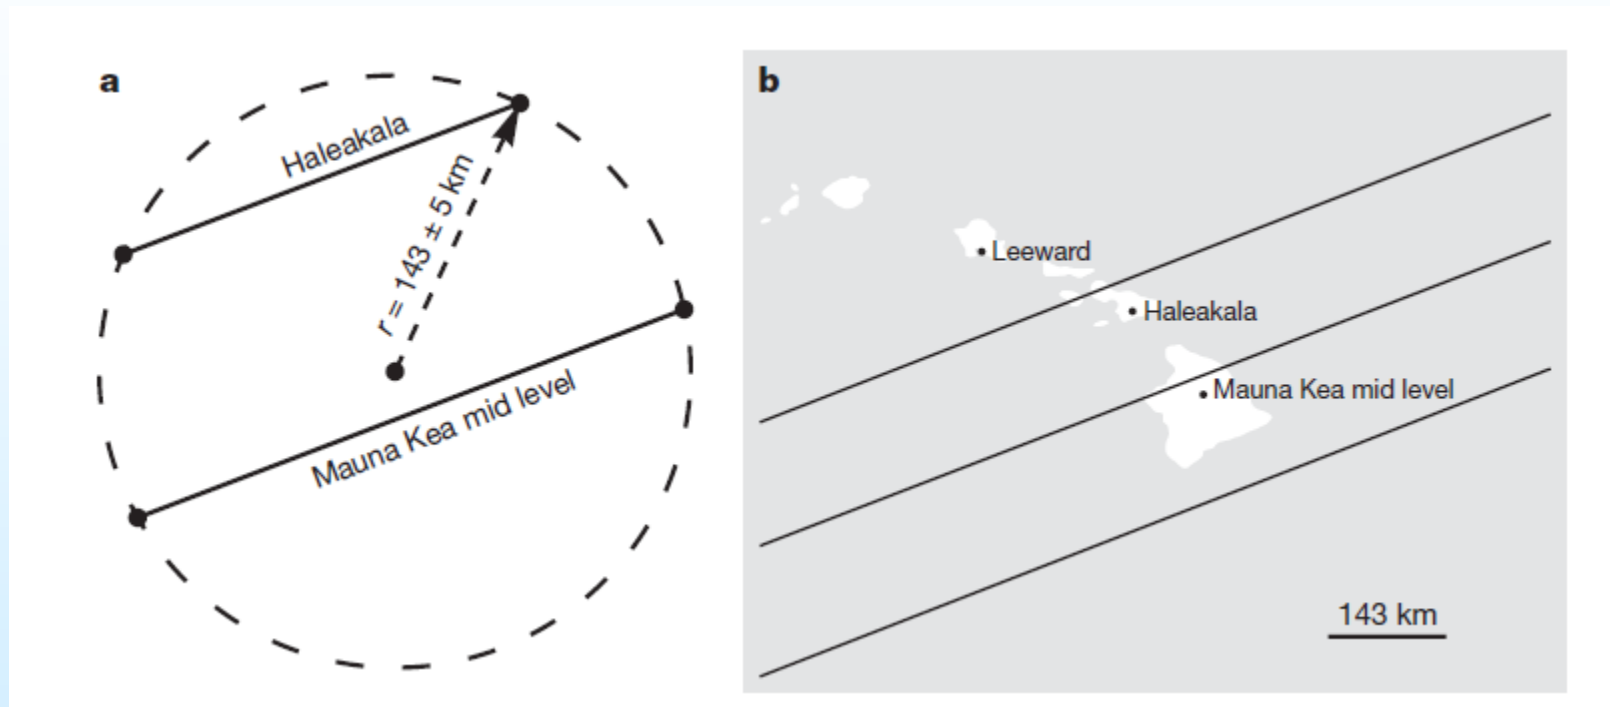 a
Haleakala
r = 143 ± 5 km
Mauna Kea mid level
b
Leeward
Haleakala
Mauna Kea mid level
143 km